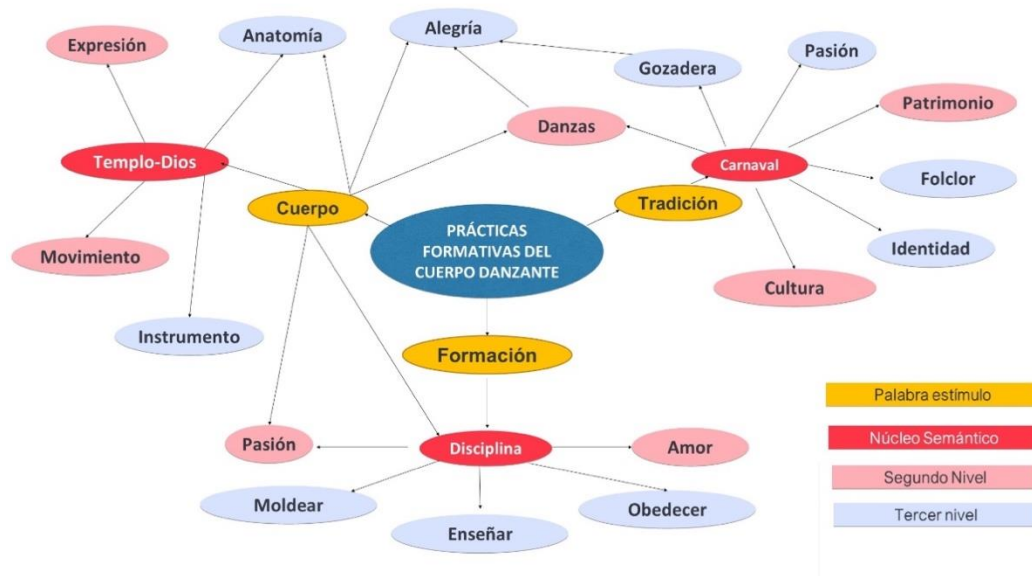 Expresión
Anatomía
Alegría
Gozadera
Pasión
Patrimonio
Danzas
Templo-Dios
Carnaval
Folclor
Cuerpo
Tradición
PRÁCTICAS
FORMATIVAS DEL
CUERPO DANZANTE
Movimiento
Identidad
Cultura
Instrumento
Formación
Pasión
Disciplina
Amor
Moldear
Enseñar
Obedecer
Palabra estímulo
Núcleo Semántico
Segundo Nivel
Tercer nivel